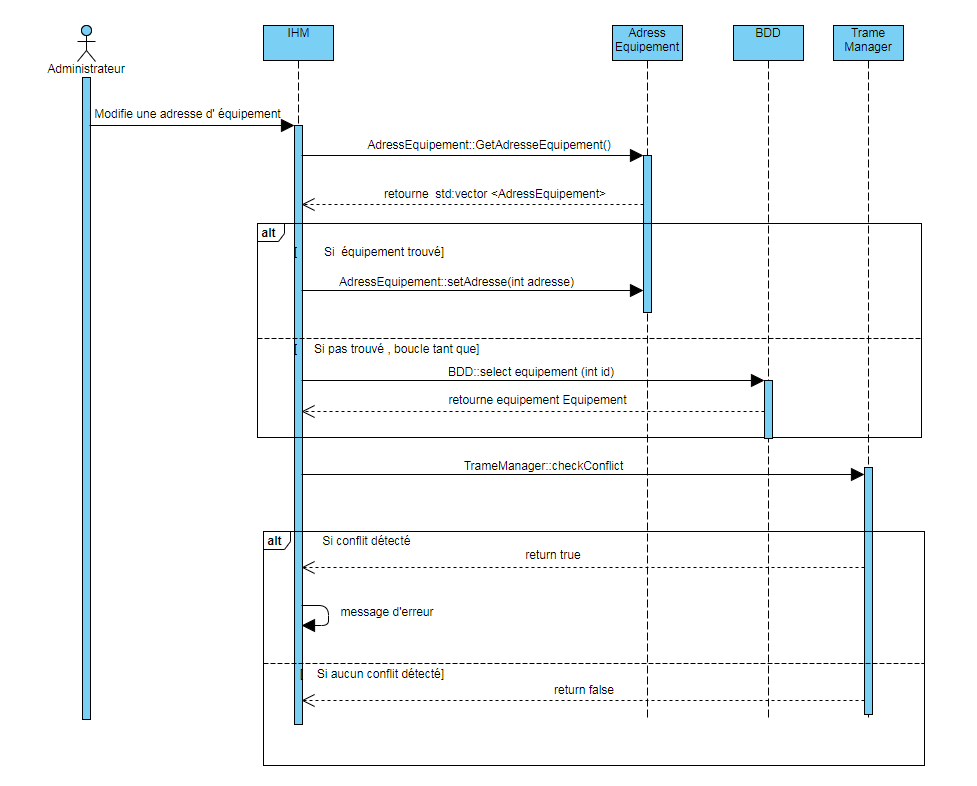 IHM
Adress
Equipement
BDD
Trame
Manager
Administrateur
Modifie une adresse d' équipement
AdressEquipement::GetAdresseEquipement()
retourne  std:vector <AdressEquipement>
alt
[ Si  équipement trouvé]
AdressEquipement::setAdresse(int adresse)
[ Si pas trouvé , boucle tant que]
BDD::select equipement (int id)
retourne equipement Equipement
TrameManager::checkConflict
alt
Si conflit détecté
return true
message d'erreur
[ Si aucun conflit détecté]
return false